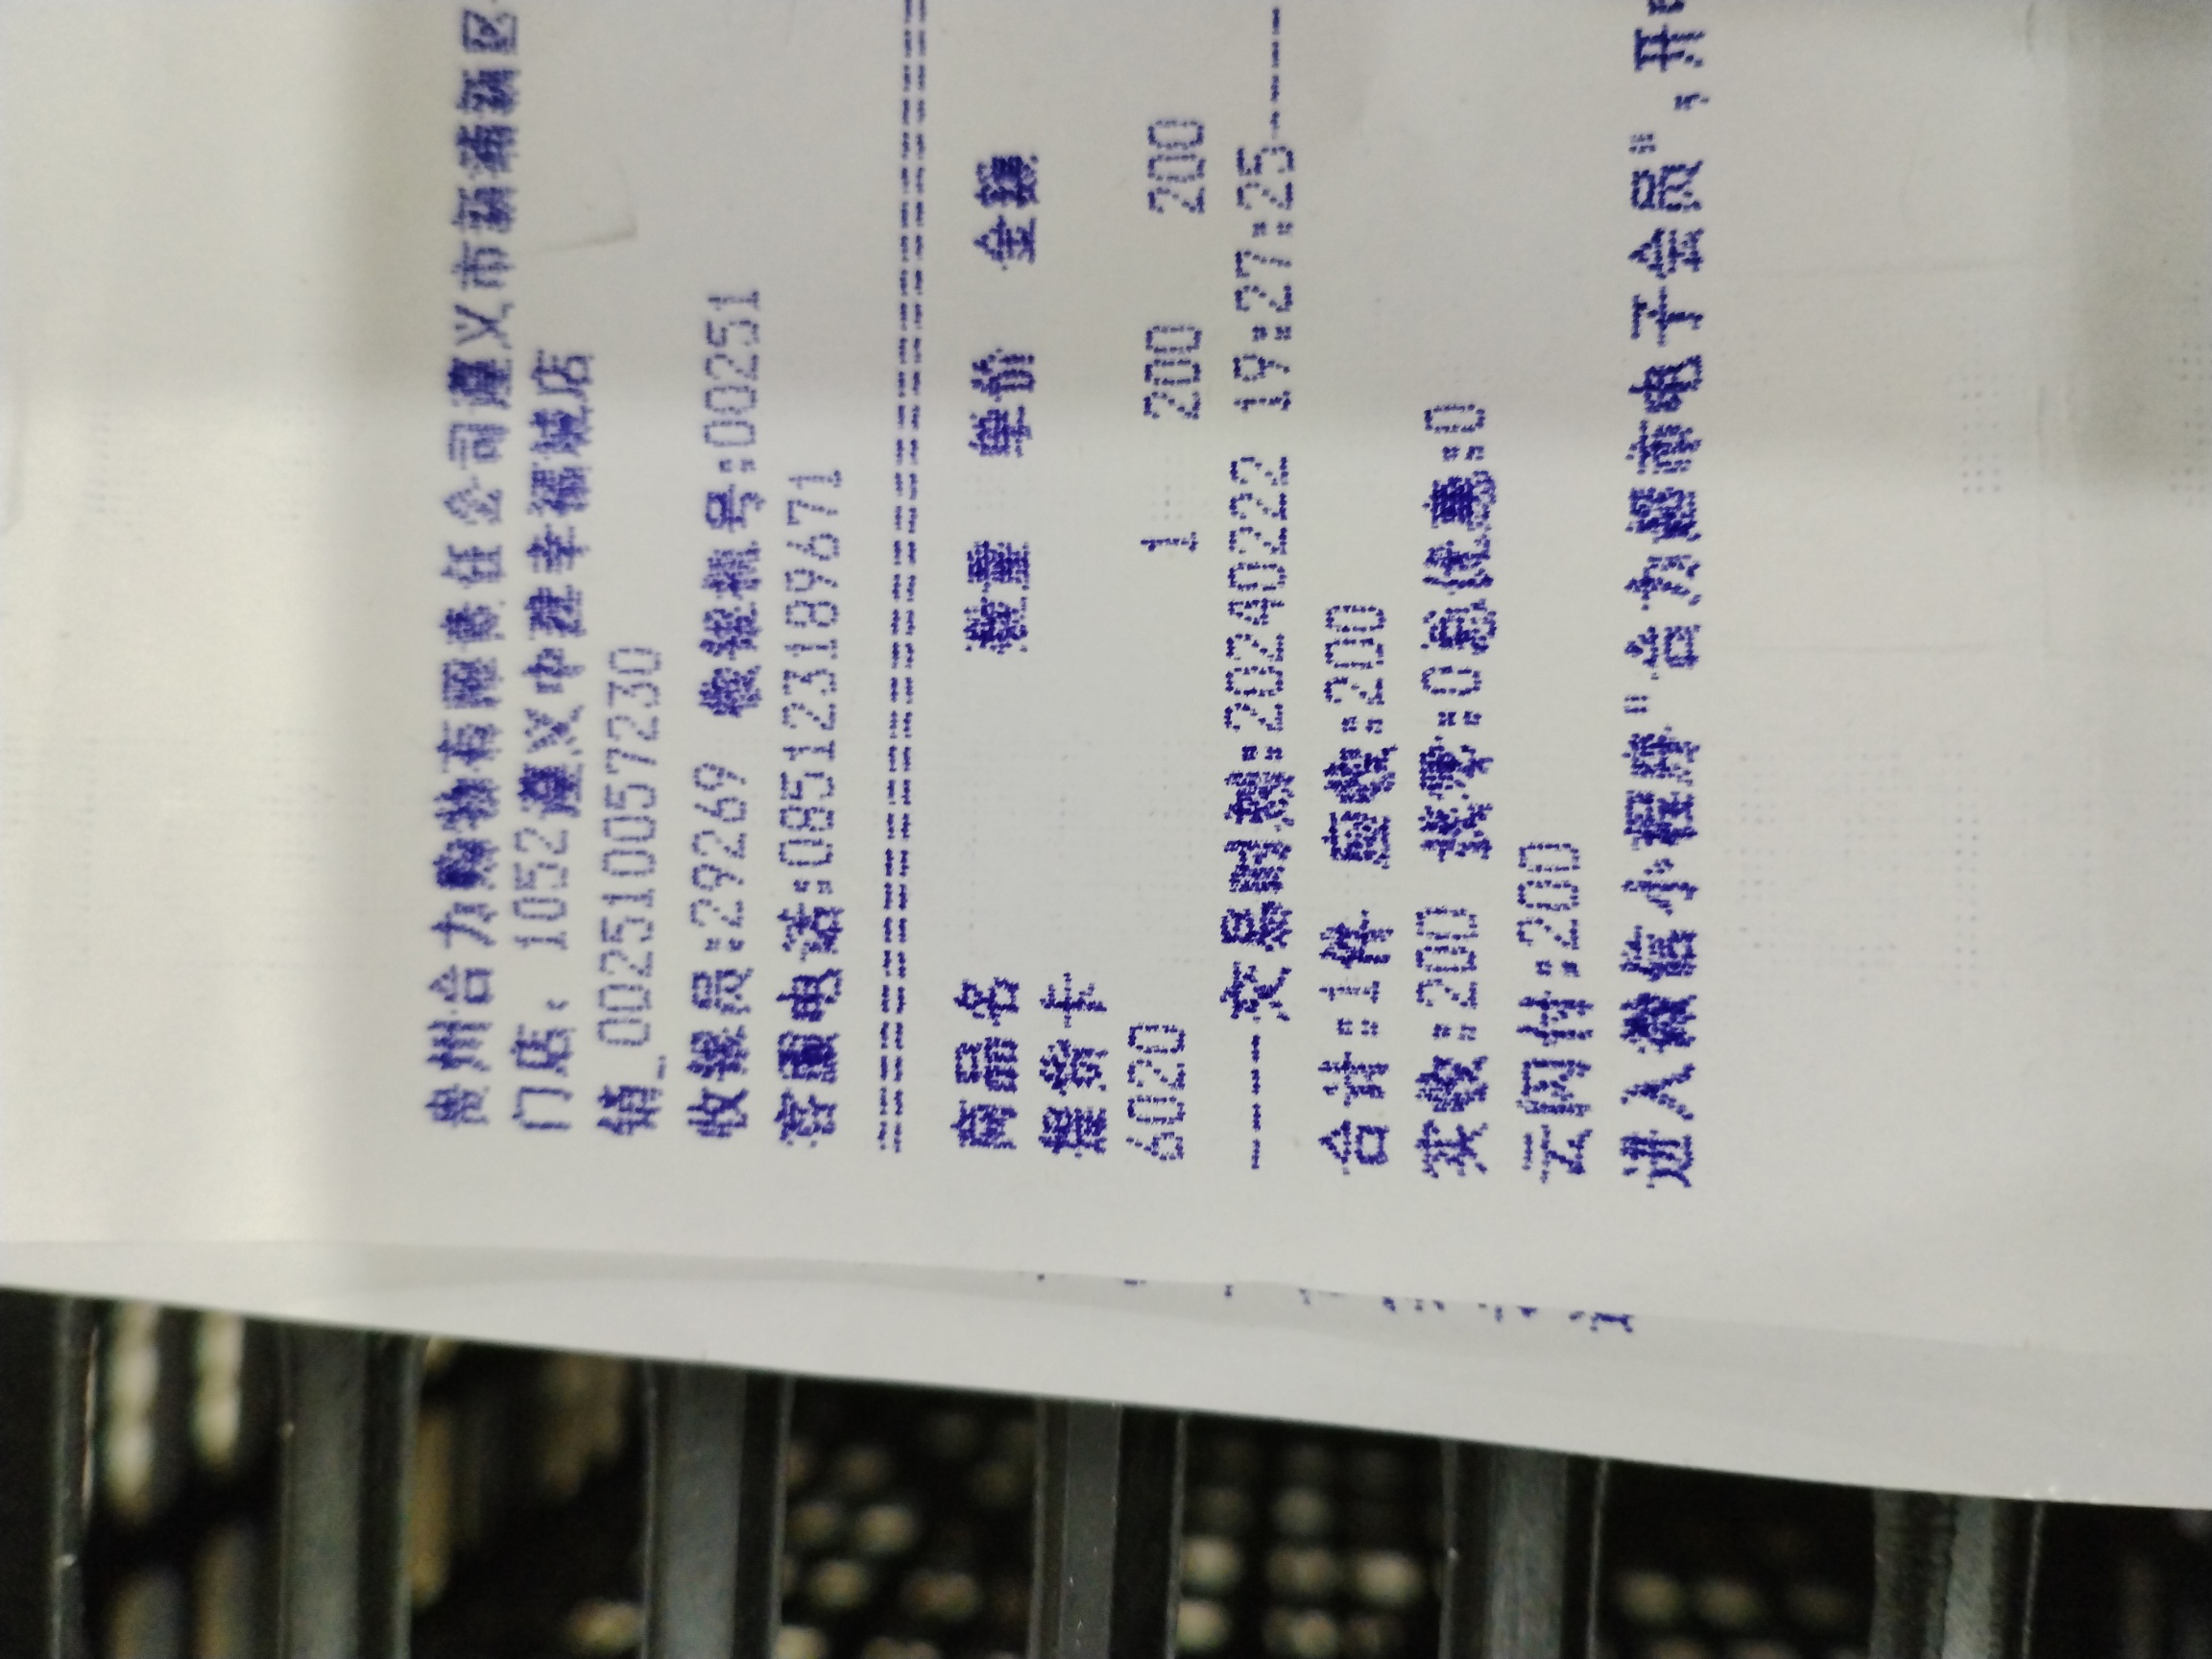 贵州合力购物有限责任公司遵义市新蒲新区
门店: 1052遵义中建幸福城店
销_0025100057230
收银员:29269 收银机号:00251
客服电话:085123189671
商品名 数量 单价 金额
提货卡
6020 1 200 200
交易时间:20240222 19:27:25
合计:1件 应收:200
实收:200 找零:0 总优惠:0
云网付:200
进入微信小程序"合力超市电子会员",开